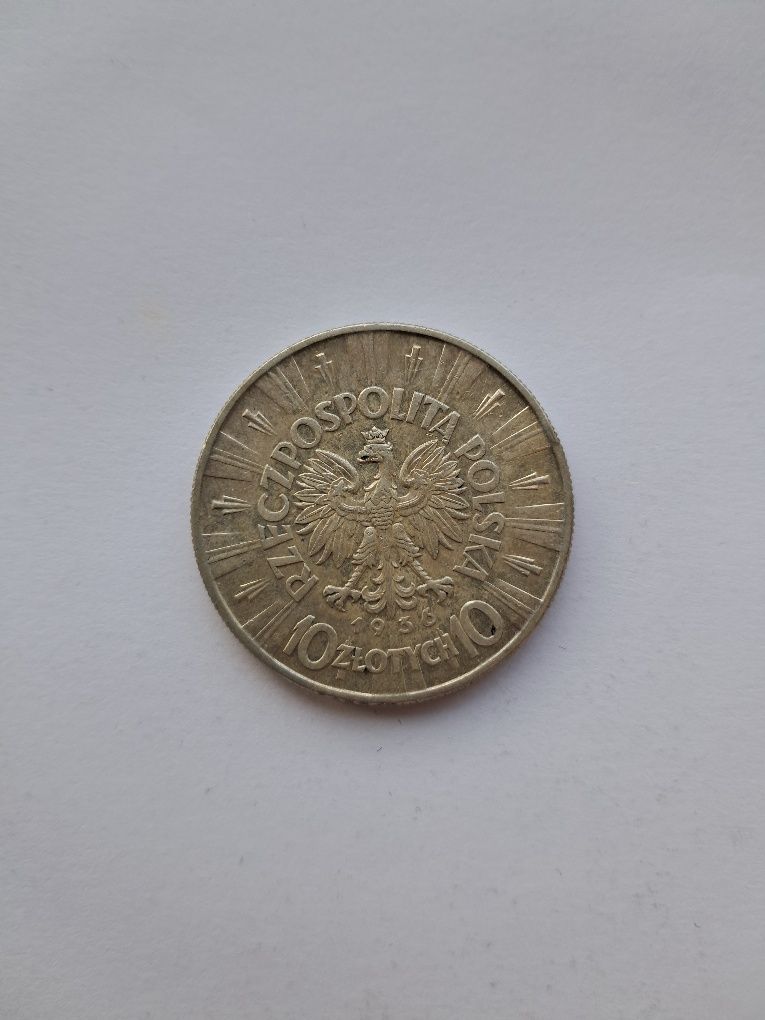 RZECZPOSPOLITA POLSKA
1936
10 ZŁOTYCH 10